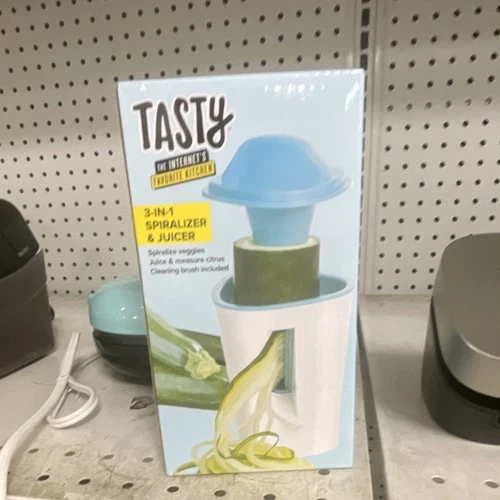 TASTY
THE INTERNET'S
FAVORITE KITCHEN
3-IN-1
SPIRALIZER
& JUICER
Spiralize veggies
Juice & measure citrus
Cleaning brush included